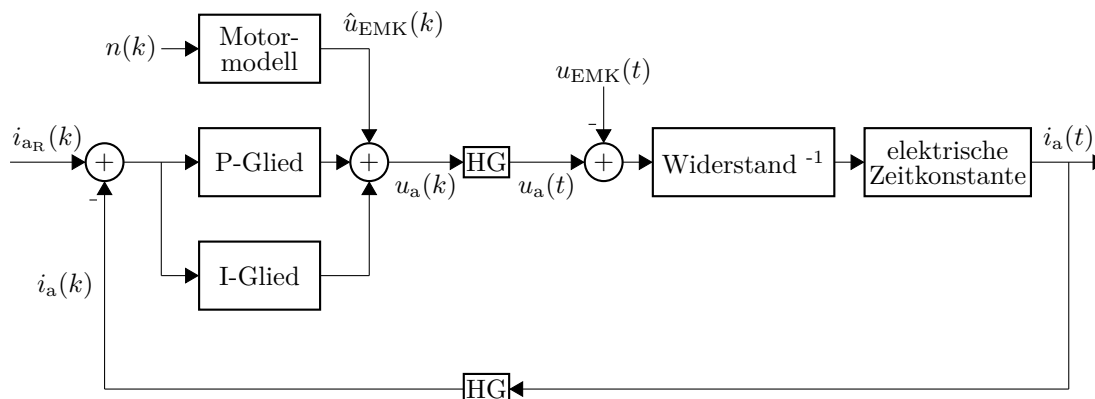 n(k)
Motor-
modell
û_EMK(k)
u_EMK(t)
-
i_aR(k)
+
P-Glied
+
u_a(k)
HG
u_a(t)
+
Widerstand ⁻¹
elektrische
Zeitkonstante
i_a(t)
-
i_a(k)
I-Glied
HG